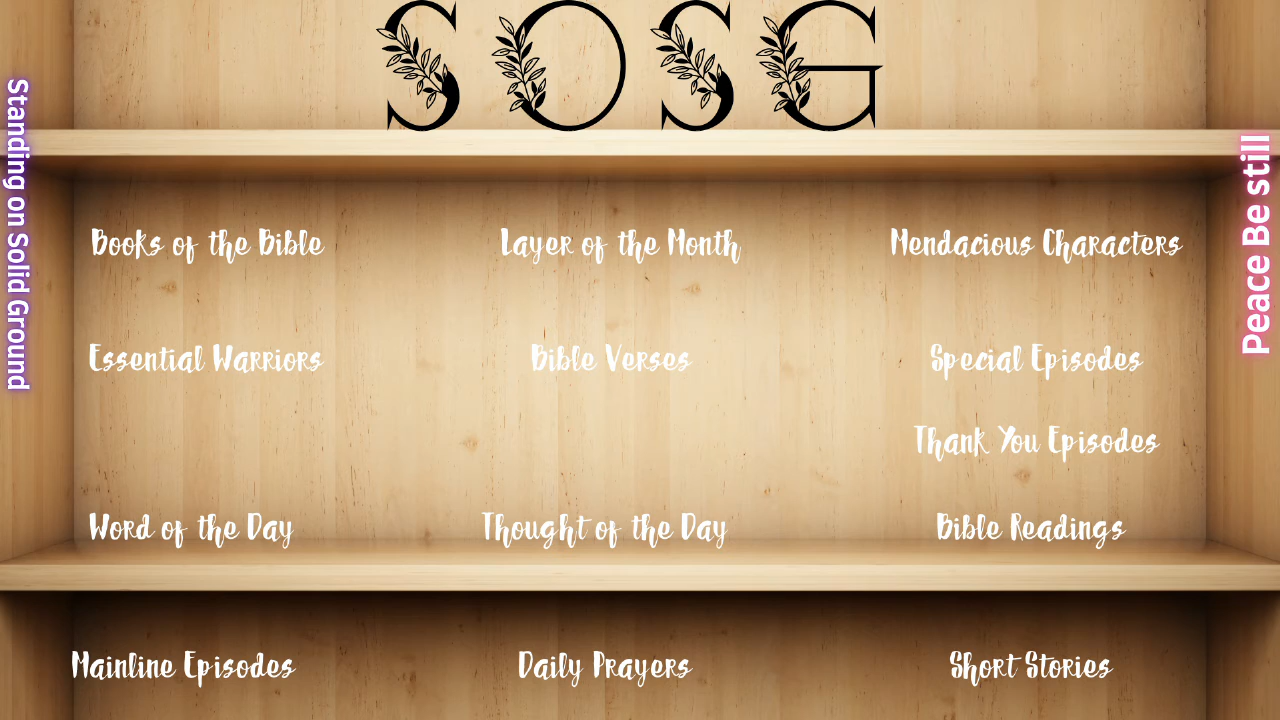 SOSG
Standing on Solid Ground
Peace Be still
Books of the Bible
Layer of the Month
Mendacious Characters
Essential Warriors
Bible Verses
Special Episodes
Thank You Episodes
Word of the Day
Thought of the Day
Bible Readings
Mainline Episodes
Daily Prayers
Short Stories